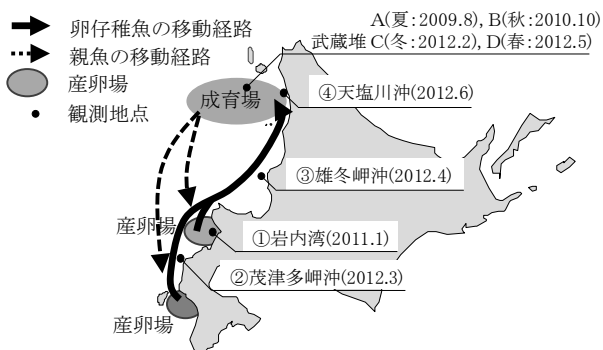 卵仔稚魚の移動経路
親魚の移動経路
産卵場
観測地点
A(夏:2009.8), B(秋:2010.10)
武蔵堆 C(冬:2012.2), D(春:2012.5)
成育場
④天塩川沖(2012.6)
③雄冬岬沖(2012.4)
産卵場
①岩内湾(2011.1)
②茂津多岬沖(2012.3)
産卵場